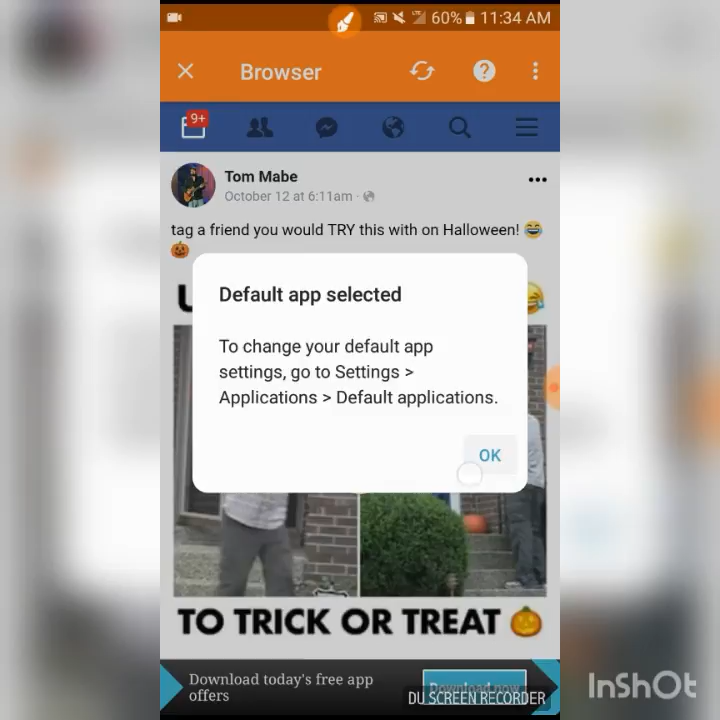 60% 11:34 AM
Browser
9+
Tom Mabe
October 12 at 6:11am ·
tag a friend you would TRY this with on Halloween! 😂
🎃
U
Default app selected
To change your default app
settings, go to Settings >
Applications > Default applications.
OK
TO TRICK OR TREAT 🎃
Download today's free app
offers
Download now
DU SCREEN RECORDER
InShOt